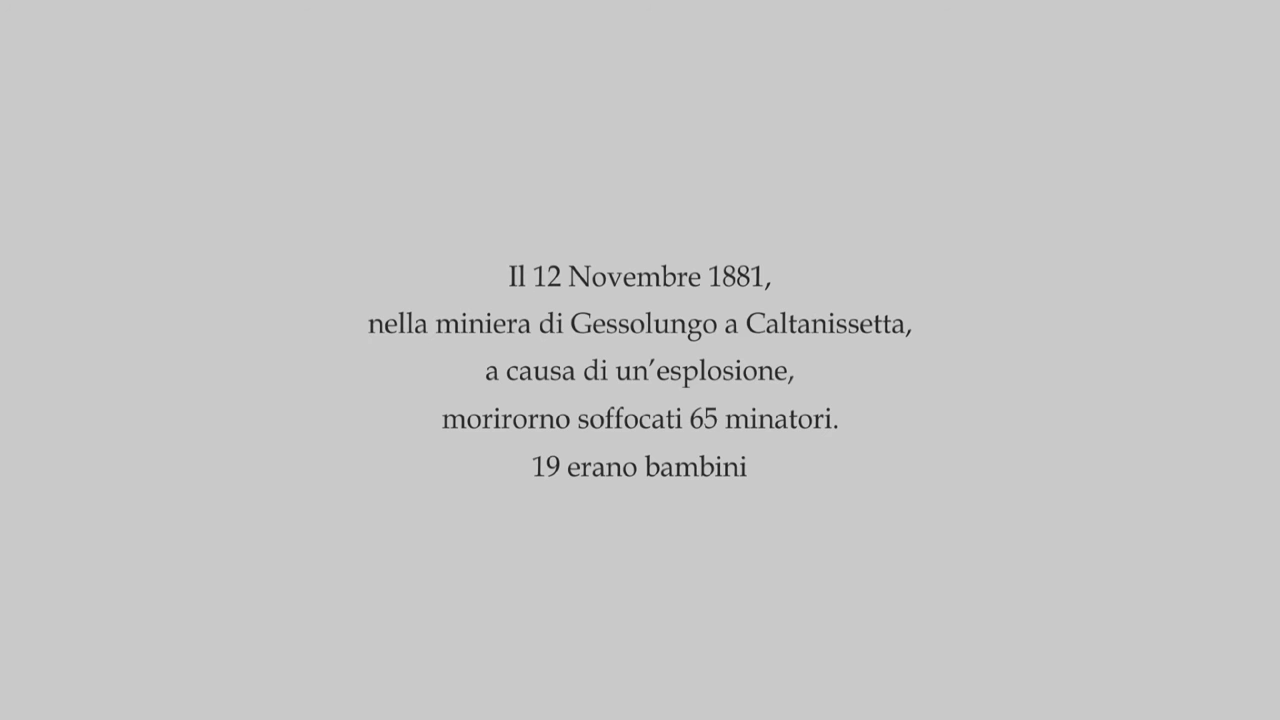 Il 12 Novembre 1881,
nella miniera di Gessolungo a Caltanissetta,
a causa di un’esplosione,
morirorno soffocati 65 minatori.
19 erano bambini